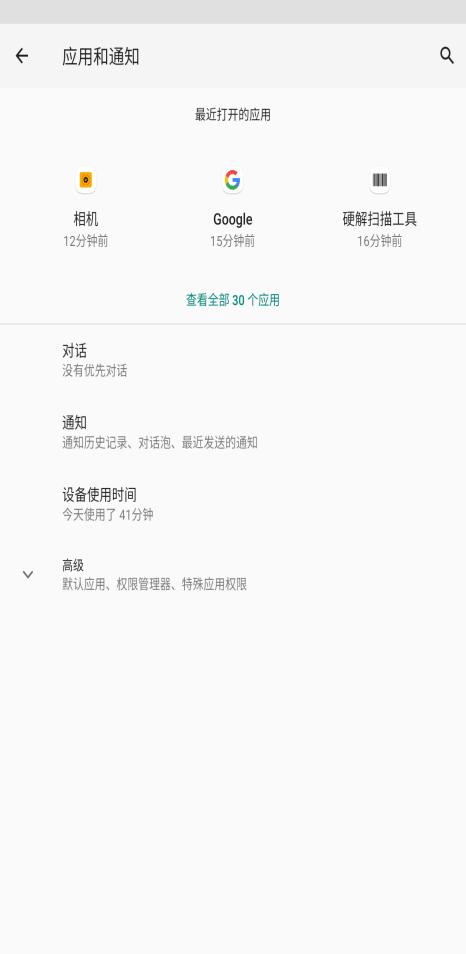 应用和通知
最近打开的应用
相机
12分钟前
Google
15分钟前
硬解扫描工具
16分钟前
查看全部 30 个应用
对话
没有优先对话
通知
通知历史记录、对话泡、最近发送的通知
设备使用时间
今天使用了 41分钟
高级
默认应用、权限管理器、特殊应用权限